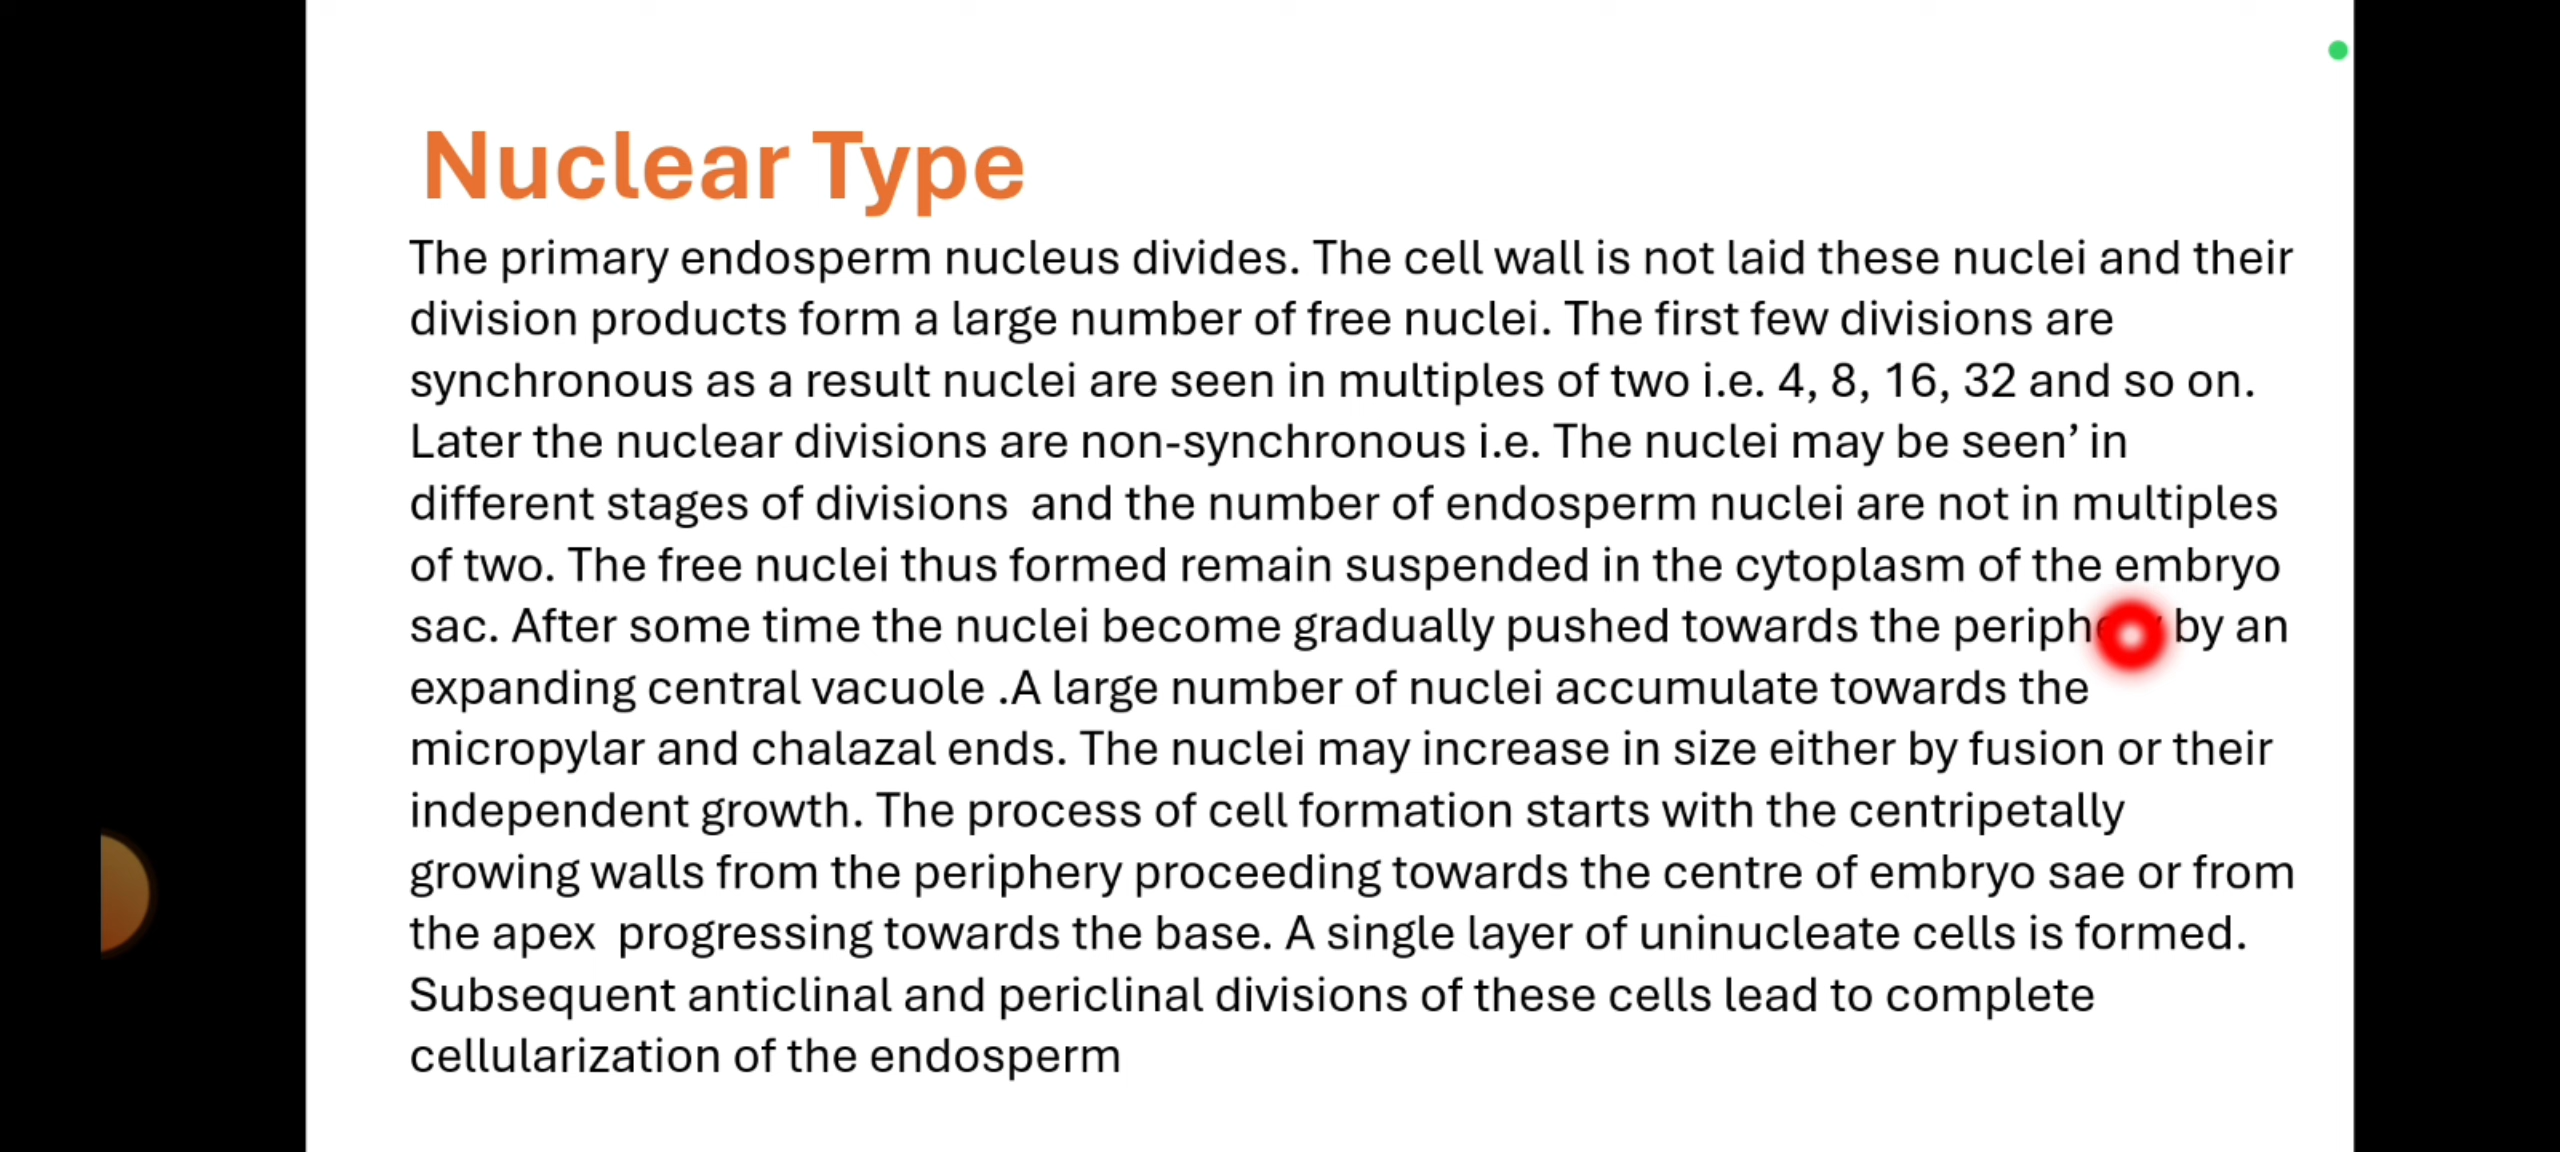 Nuclear Type
The primary endosperm nucleus divides. The cell wall is not laid these nuclei and their
division products form a large number of free nuclei. The first few divisions are
synchronous as a result nuclei are seen in multiples of two i.e. 4, 8, 16, 32 and so on.
Later the nuclear divisions are non-synchronous i.e. The nuclei may be seen’ in
different stages of divisions and the number of endosperm nuclei are not in multiples
of two. The free nuclei thus formed remain suspended in the cytoplasm of the embryo
sac. After some time the nuclei become gradually pushed towards the by an
expanding central vacuole .A large number of nuclei accumulate towards the
micropylar and chalazal ends. The nuclei may increase in size either by fusion or their
independent growth. The process of cell formation starts with the centripetally
growing walls from the periphery proceeding towards the centre of embryo sae or from
the apex progressing towards the base. A single layer of uninucleate cells is formed.
Subsequent anticlinal and periclinal divisions of these cells lead to complete
cellularization of the endosperm